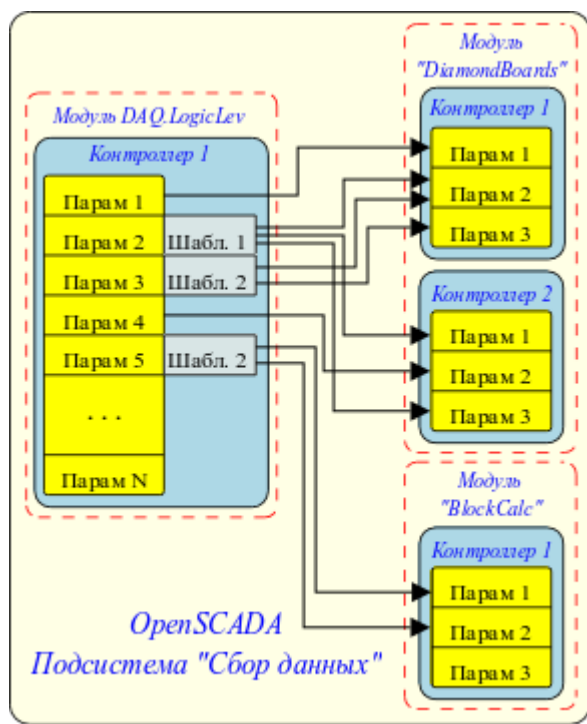 Модуль DAQ.LogicLev
Контроллер 1
Парам 1
Парам 2
Шабл. 1
Парам 3
Шабл. 2
Парам 4
Парам 5
Шабл. 2
. . .
Парам N
Модуль
"DiamondBoards"
Контроллер 1
Парам 1
Парам 2
Парам 3
Контроллер 2
Парам 1
Парам 2
Парам 3
Модуль
"BlockCalc"
Контроллер 1
Парам 1
Парам 2
Парам 3
OpenSCADA
Подсистема "Сбор данных"